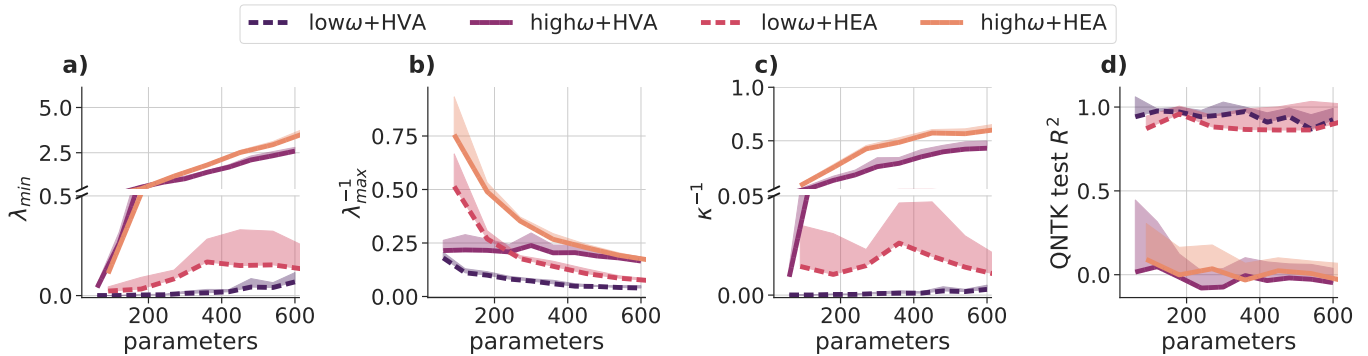 lowω+HVA highω+HVA lowω+HEA highω+HEA
a) b) c) d)
5.0
2.5
0.5
0.0
λmin
200 400 600
parameters
0.75
0.50
0.25
0.00
λ−1max
200 400 600
parameters
1.0
0.5
0.05
0.00
κ−1
200 400 600
parameters
1.0
0.5
0.0
QNTK test R2
200 400 600
parameters